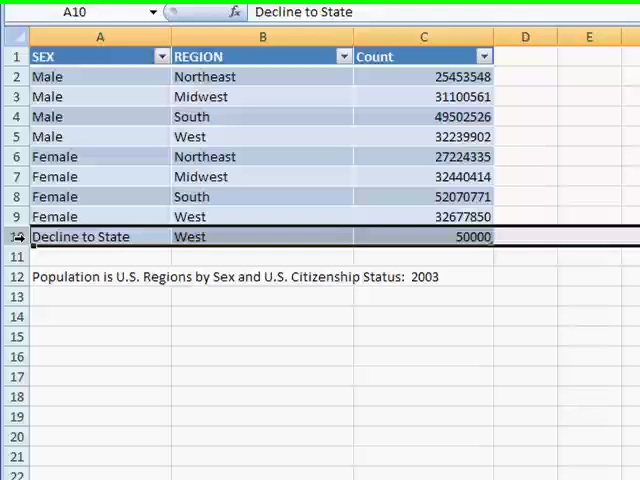 A10 fx Decline to State
A B C D E
1 SEX REGION Count
2 Male Northeast 25453548
3 Male Midwest 31100561
4 Male South 49502526
5 Male West 32239902
6 Female Northeast 27224335
7 Female Midwest 32440414
8 Female South 52070771
9 Female West 32677850
Decline to State West 50000
11
12 Population is U.S. Regions by Sex and U.S. Citizenship Status: 2003
13
14
15
16
17
18
19
20
21
22